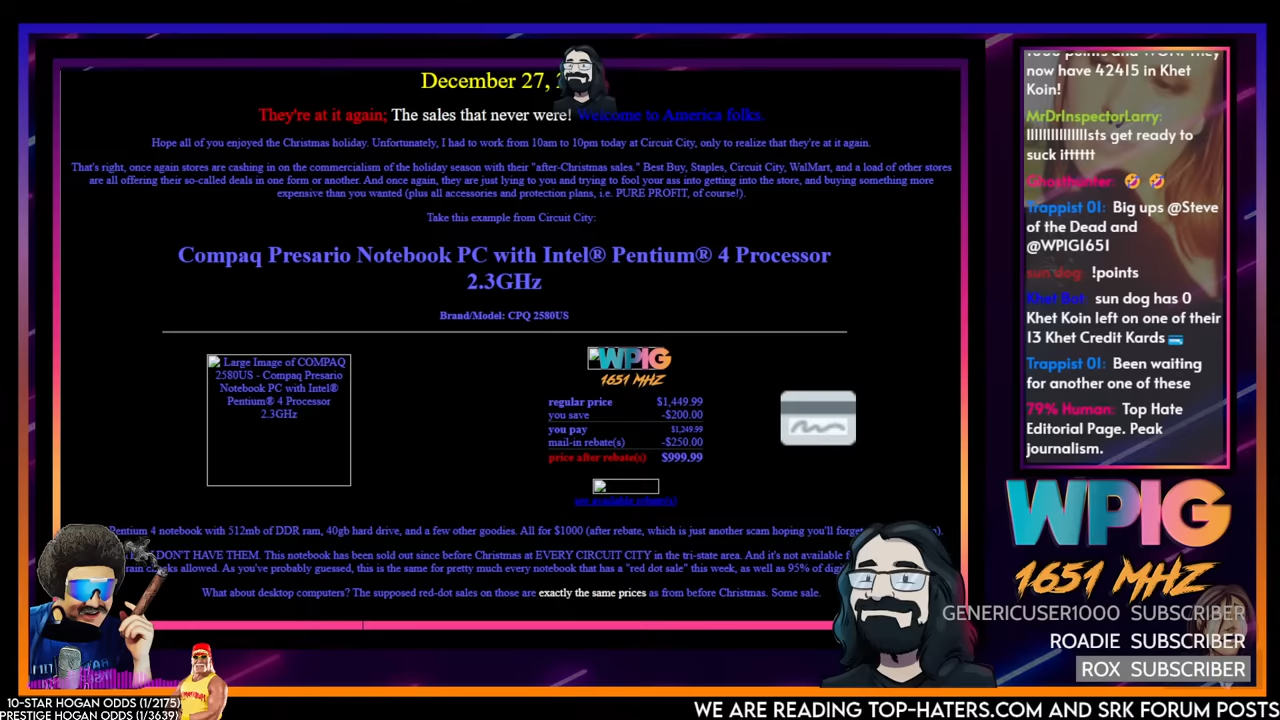 December 27,
They're at it again; The sales that never were! Welcome to America folks.
Hope all of you enjoyed the Christmas holiday. Unfortunately, I had to work from 10am to 10pm today at Circuit City, only to realize that they're at it again.
That's right, once again stores are cashing in on the commercialism of the holiday season with their "after-Christmas sales." Best Buy, Staples, Circuit City, WalMart, and a load of other stores
are all offering their so-called deals in one form or another. And once again, they are just lying to you and trying to fool your ass into getting into the store, and buying something more
expensive than you wanted (plus all accessories and protection plans, i.e. PURE PROFIT, of course!).
Take this example from Circuit City:
Compaq Presario Notebook PC with Intel® Pentium® 4 Processor
2.3GHz
Brand/Model: CPQ 2580US
Large Image of COMPAQ
2580US - Compaq Presario
Notebook PC with Intel®
Pentium® 4 Processor
2.3GHz
WPIG
1651 MHZ
regular price $1,449.99
you save -$200.00
you pay $1,249.99
mail-in rebate(s) -$250.00
price after rebate(s) $999.99
see available rebate(s)
Pentium 4 notebook with 512mb of DDR ram, 40gb hard drive, and a few other goodies. All for $1000 (after rebate, which is just another scam hoping you'll forget
DON'T HAVE THEM. This notebook has been sold out since before Christmas at EVERY CIRCUIT CITY in the tri-state area. And it's not available
allowed. As you've probably guessed, this is the same for pretty much every notebook that has a "red dot sale" this week, as well as 95% of
What about desktop computers? The supposed red-dot sales on those are exactly the same prices as from before Christmas. Some sale.
1000 points and WON! They
now have 42415 in Khet
Koin!
MrDrInspectorLarry:
llllllllllllllsts get ready to
suck itttttt
Ghosthunter: 🤣 🤣
Trappist 01: Big ups @Steve
of the Dead and
@WPIG1651
sun dog: !points
Khet Bot: sun dog has 0
Khet Koin left on one of their
13 Khet Credit Kards 💳
Trappist 01: Been waiting
for another one of these
79% Human: Top Hate
Editorial Page. Peak
journalism.
WPIG
1651 MHZ
GENERICUSER1000 SUBSCRIBER
ROADIE SUBSCRIBER
ROX SUBSCRIBER
10-STAR HOGAN ODDS (1/2175)
PRESTIGE HOGAN ODDS (1/3639)
WE ARE READING TOP-HATERS.COM AND SRK FORUM POSTS